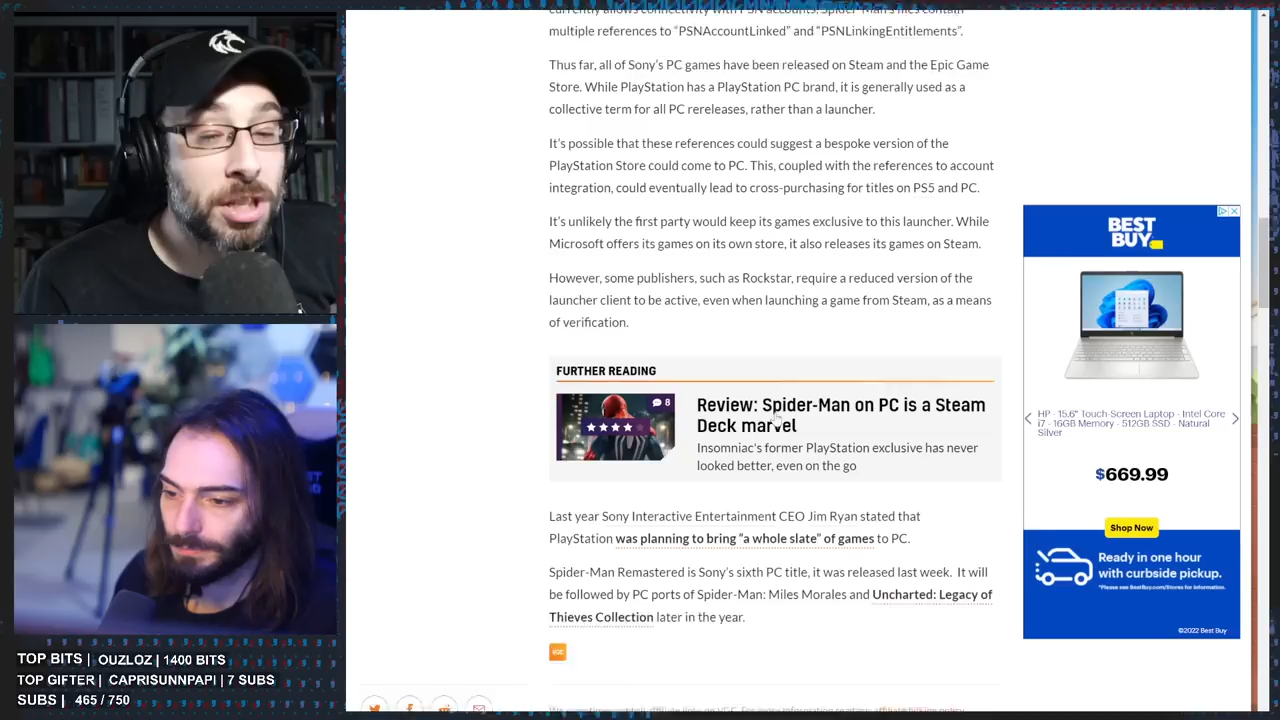 currently allows connectivity with PSN accounts, Spider-Man's files contain
multiple references to “PSNAccountLinked” and “PSNLinkingEntitlements”.
Thus far, all of Sony's PC games have been released on Steam and the Epic Game
Store. While PlayStation has a PlayStation PC brand, it is generally used as a
collective term for all PC rereleases, rather than a launcher.
It's possible that these references could suggest a bespoke version of the
PlayStation Store could come to PC. This, coupled with the references to account
integration, could eventually lead to cross-purchasing for titles on PS5 and PC.
It's unlikely the first party would keep its games exclusive to this launcher. While
Microsoft offers its games on its own store, it also releases its games on Steam.
However, some publishers, such as Rockstar, require a reduced version of the
launcher client to be active, even when launching a game from Steam, as a means
of verification.
FURTHER READING
8
Review: Spider-Man on PC is a Steam
Deck marvel
Insomniac's former PlayStation exclusive has never
looked better, even on the go
Last year Sony Interactive Entertainment CEO Jim Ryan stated that
PlayStation was planning to bring “a whole slate” of games to PC.
Spider-Man Remastered is Sony's sixth PC title, it was released last week. It will
be followed by PC ports of Spider-Man: Miles Morales and Uncharted: Legacy of
Thieves Collection later in the year.
VGC
BEST
BUY
HP - 15.6" Touch-Screen Laptop - Intel Core
i7 - 16GB Memory - 512GB SSD - Natural
Silver
$669.99
Shop Now
Ready in one hour
with curbside pickup.
*Please see BestBuy.com/Stores for information.
©2022 Best Buy
TOP BITS | OUZLOZ | 1400 BITS
TOP GIFTER | CAPRISUNNPAPI | 7 SUBS
SUBS | 465 / 750